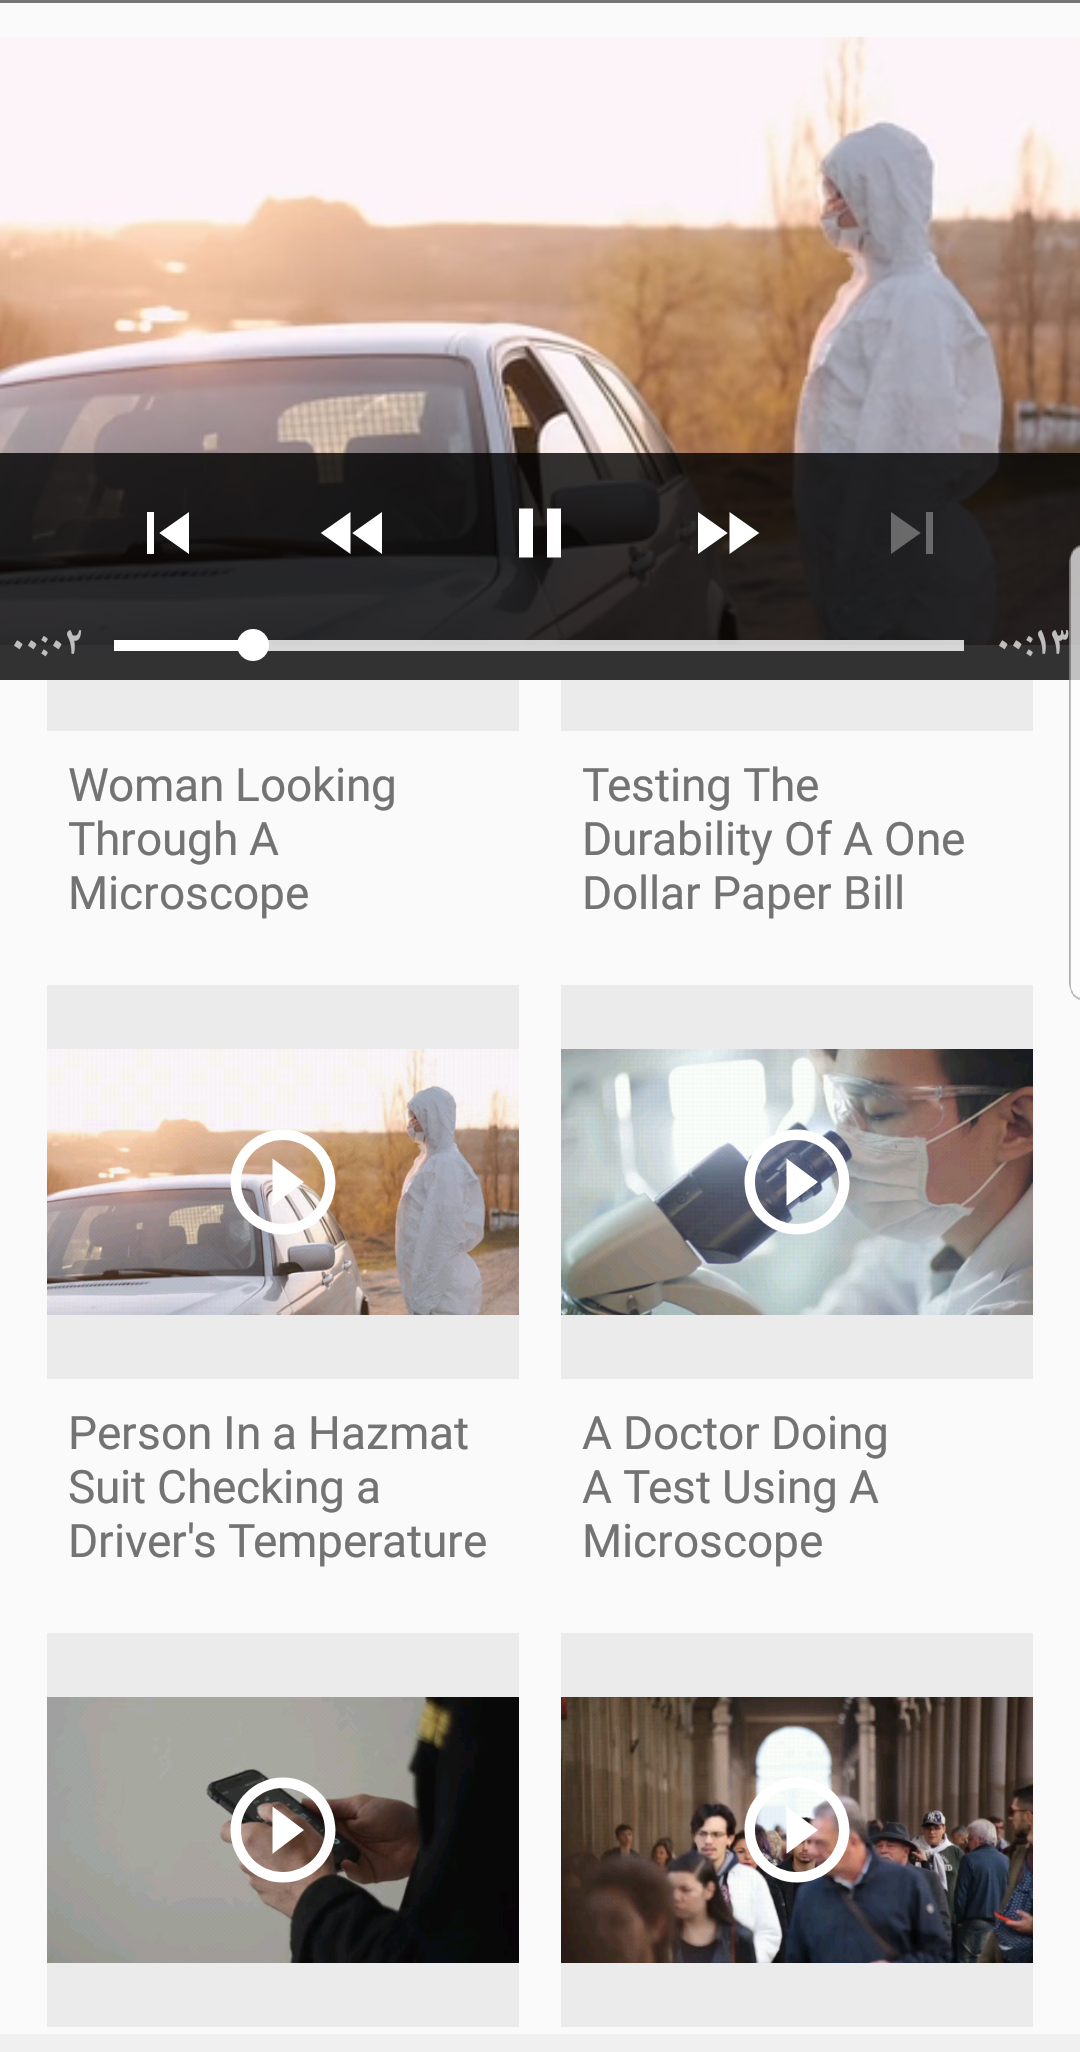 ۰۰:۰۲
۰۰:۱۳
Woman Looking
Through A
Microscope
Testing The
Durability Of A One
Dollar Paper Bill
Person In a Hazmat
Suit Checking a
Driver's Temperature
A Doctor Doing
A Test Using A
Microscope